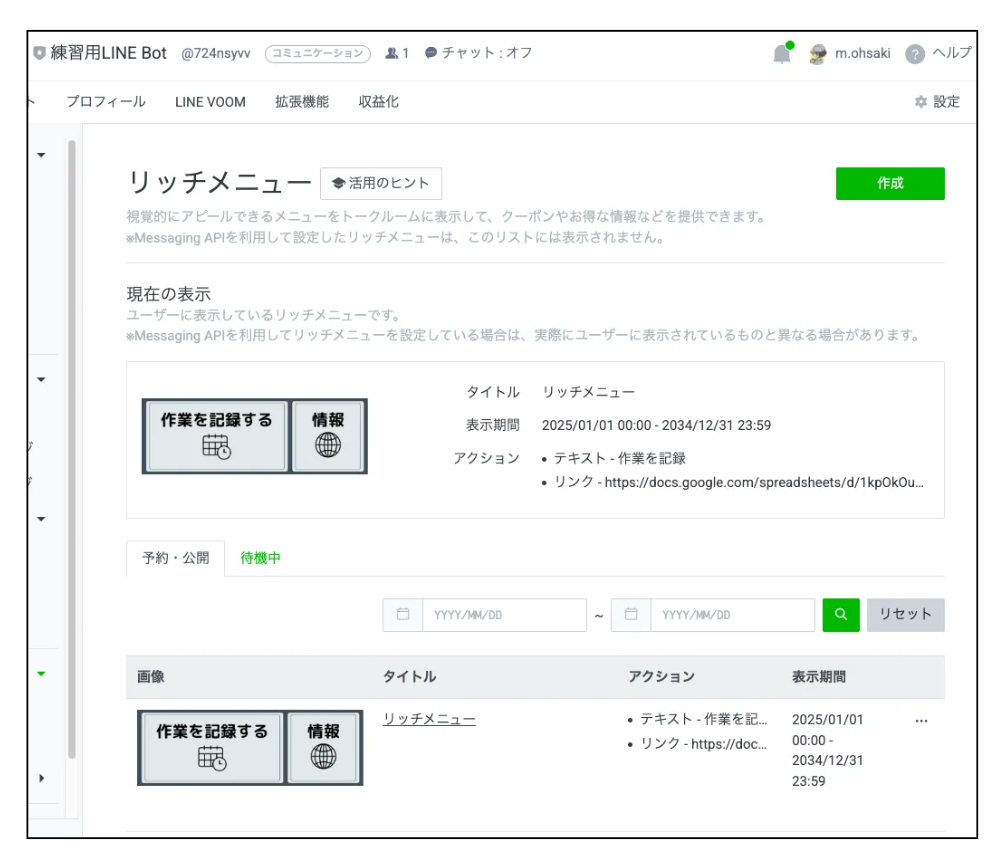 練習用LINE Bot @724nsyvv コミュニケーション 1 チャット : オフ m.ohsaki ? ヘルプ
プロフィール LINE VOOM 拡張機能 収益化 設定
リッチメニュー 活用のヒント 作成
視覚的にアピールできるメニューをトークルームに表示して、クーポンやお得な情報などを提供できます。
※Messaging APIを利用して設定したリッチメニューは、このリストには表示されません。
現在の表示
ユーザーに表示しているリッチメニューです。
※Messaging APIを利用してリッチメニューを設定している場合は、実際にユーザーに表示されているものと異なる場合があります。
作業を記録する 情報
タイトル リッチメニュー
表示期間 2025/01/01 00:00 - 2034/12/31 23:59
アクション • テキスト - 作業を記録
• リンク - https://docs.google.com/spreadsheets/d/1kpOkOu...
予約・公開 待機中
YYYY/MM/DD ~ YYYY/MM/DD リセット
画像 タイトル アクション 表示期間
作業を記録する 情報
リッチメニュー
• テキスト - 作業を記...
• リンク - https://doc...
2025/01/01
00:00 -
2034/12/31
23:59
...